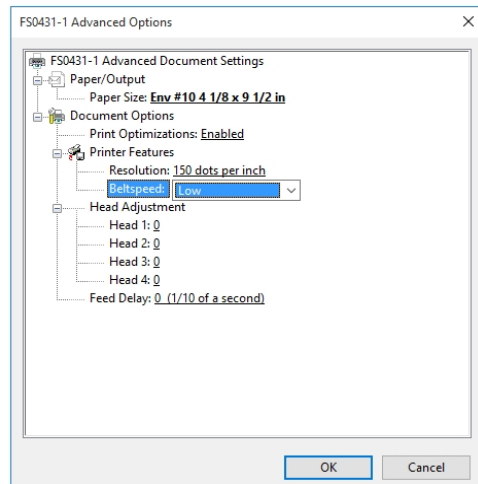 FS0431-1 Advanced Options
FS0431-1 Advanced Document Settings
Paper/Output
Paper Size: Env #10 4 1/8 x 9 1/2 in
Document Options
Print Optimizations: Enabled
Printer Features
Resolution: 150 dots per inch
Beltspeed: Low
Head Adjustment
Head 1: 0
Head 2: 0
Head 3: 0
Head 4: 0
Feed Delay: 0 (1/10 of a second)
OK Cancel